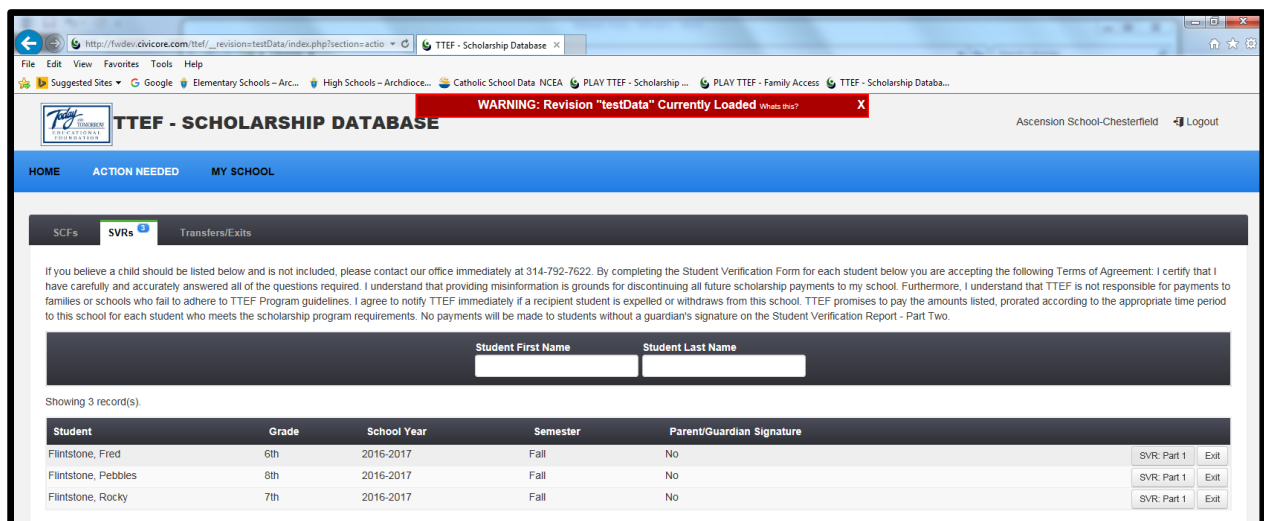 http://fwdev.civicore.com/ttef/__revision=testData/index.php?section=actio TTEF - Scholarship Database
File Edit View Favorites Tools Help
Suggested Sites Google Elementary Schools – Arc... High Schools – Archdioce... Catholic School Data NCEA PLAY TTEF - Scholarship ... PLAY TTEF - Family Access TTEF - Scholarship Databa...
WARNING: Revision "testData" Currently Loaded Whats this? X
Today and TOMORROW EDUCATIONAL FOUNDATION
TTEF - SCHOLARSHIP DATABASE
Ascension School-Chesterfield Logout
HOME ACTION NEEDED MY SCHOOL
SCFs SVRs 3 Transfers/Exits
If you believe a child should be listed below and is not included, please contact our office immediately at 314-792-7622. By completing the Student Verification Form for each student below you are accepting the following Terms of Agreement: I certify that I
have carefully and accurately answered all of the questions required. I understand that providing misinformation is grounds for discontinuing all future scholarship payments to my school. Furthermore, I understand that TTEF is not responsible for payments to
families or schools who fail to adhere to TTEF Program guidelines. I agree to notify TTEF immediately if a recipient student is expelled or withdraws from this school. TTEF promises to pay the amounts listed, prorated according to the appropriate time period
to this school for each student who meets the scholarship program requirements. No payments will be made to students without a guardian's signature on the Student Verification Report - Part Two.
Student First Name Student Last Name
Showing 3 record(s).
Student Grade School Year Semester Parent/Guardian Signature
Flintstone, Fred 6th 2016-2017 Fall No SVR: Part 1 Exit
Flintstone, Pebbles 8th 2016-2017 Fall No SVR: Part 1 Exit
Flintstone, Rocky 7th 2016-2017 Fall No SVR: Part 1 Exit